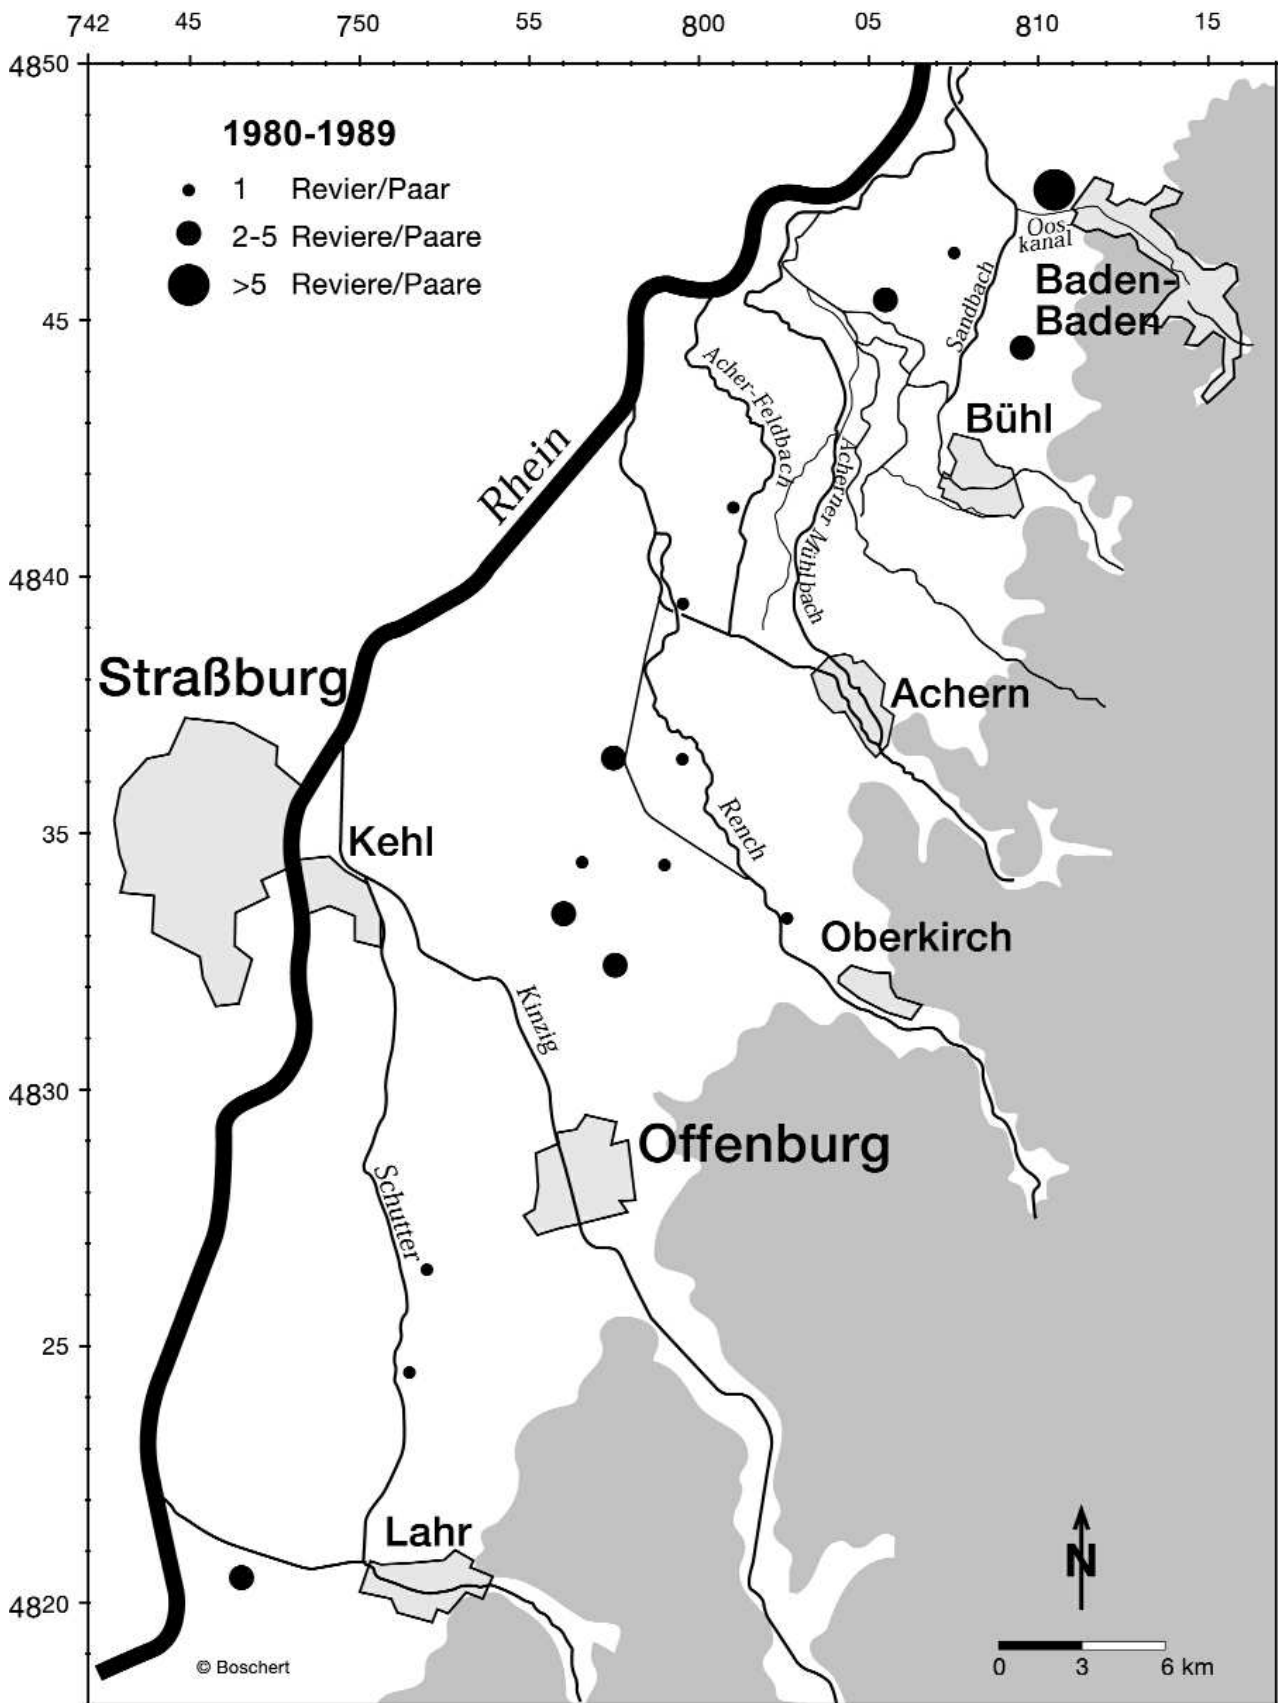 742 45 750 55 800 05 810 15
4850
1980-1989
1 Revier/Paar
2-5 Reviere/Paare
>5 Reviere/Paare
Oos-
kanal
Baden-
Baden
45
Sandbach
Acher-Feldbach
Bühl
Rhein
Acherner Mühlbach
4840
Straßburg
Achern
Rench
35
Kehl
Oberkirch
Kinzig
4830
Offenburg
Schutter
25
Lahr
N
4820
0 3 6 km
© Boschert